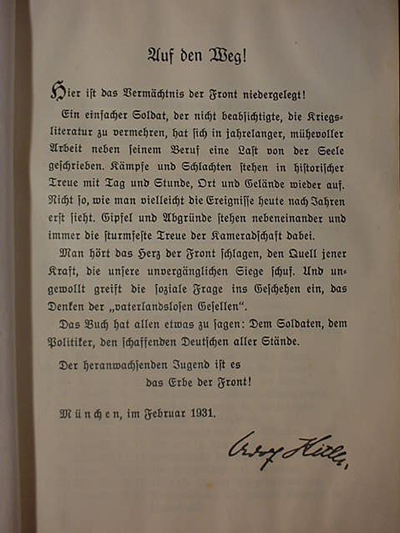 Auf den Weg!
Hier ist das Vermächtnis der Front niedergelegt!
Ein einfacher Soldat, der nicht beabsichtigte, die Kriegs-
literatur zu vermehren, hat sich in jahrelanger, mühevoller
Arbeit neben seinem Beruf eine Last von der Seele
geschrieben. Kämpfe und Schlachten stehen in historischer
Treue mit Tag und Stunde, Ort und Gelände wieder auf.
Nicht so, wie man vielleicht die Ereignisse heute nach Jahren
erst sieht. Gipfel und Abgründe stehen nebeneinander und
immer die sturmfeste Treue der Kameradschaft dabei.
Man hört das Herz der Front schlagen, den Quell jener
Kraft, die unsere unvergänglichen Siege schuf. Und un-
gewollt greift die soziale Frage ins Geschehen ein, das
Denken der „vaterlandslosen Gesellen“.
Das Buch hat allen etwas zu sagen: Dem Soldaten, dem
Politiker, den schaffenden Deutschen aller Stände.
Der heranwachsenden Jugend ist es
das Erbe der Front!
München, im Februar 1931.
Adolf Hitler.